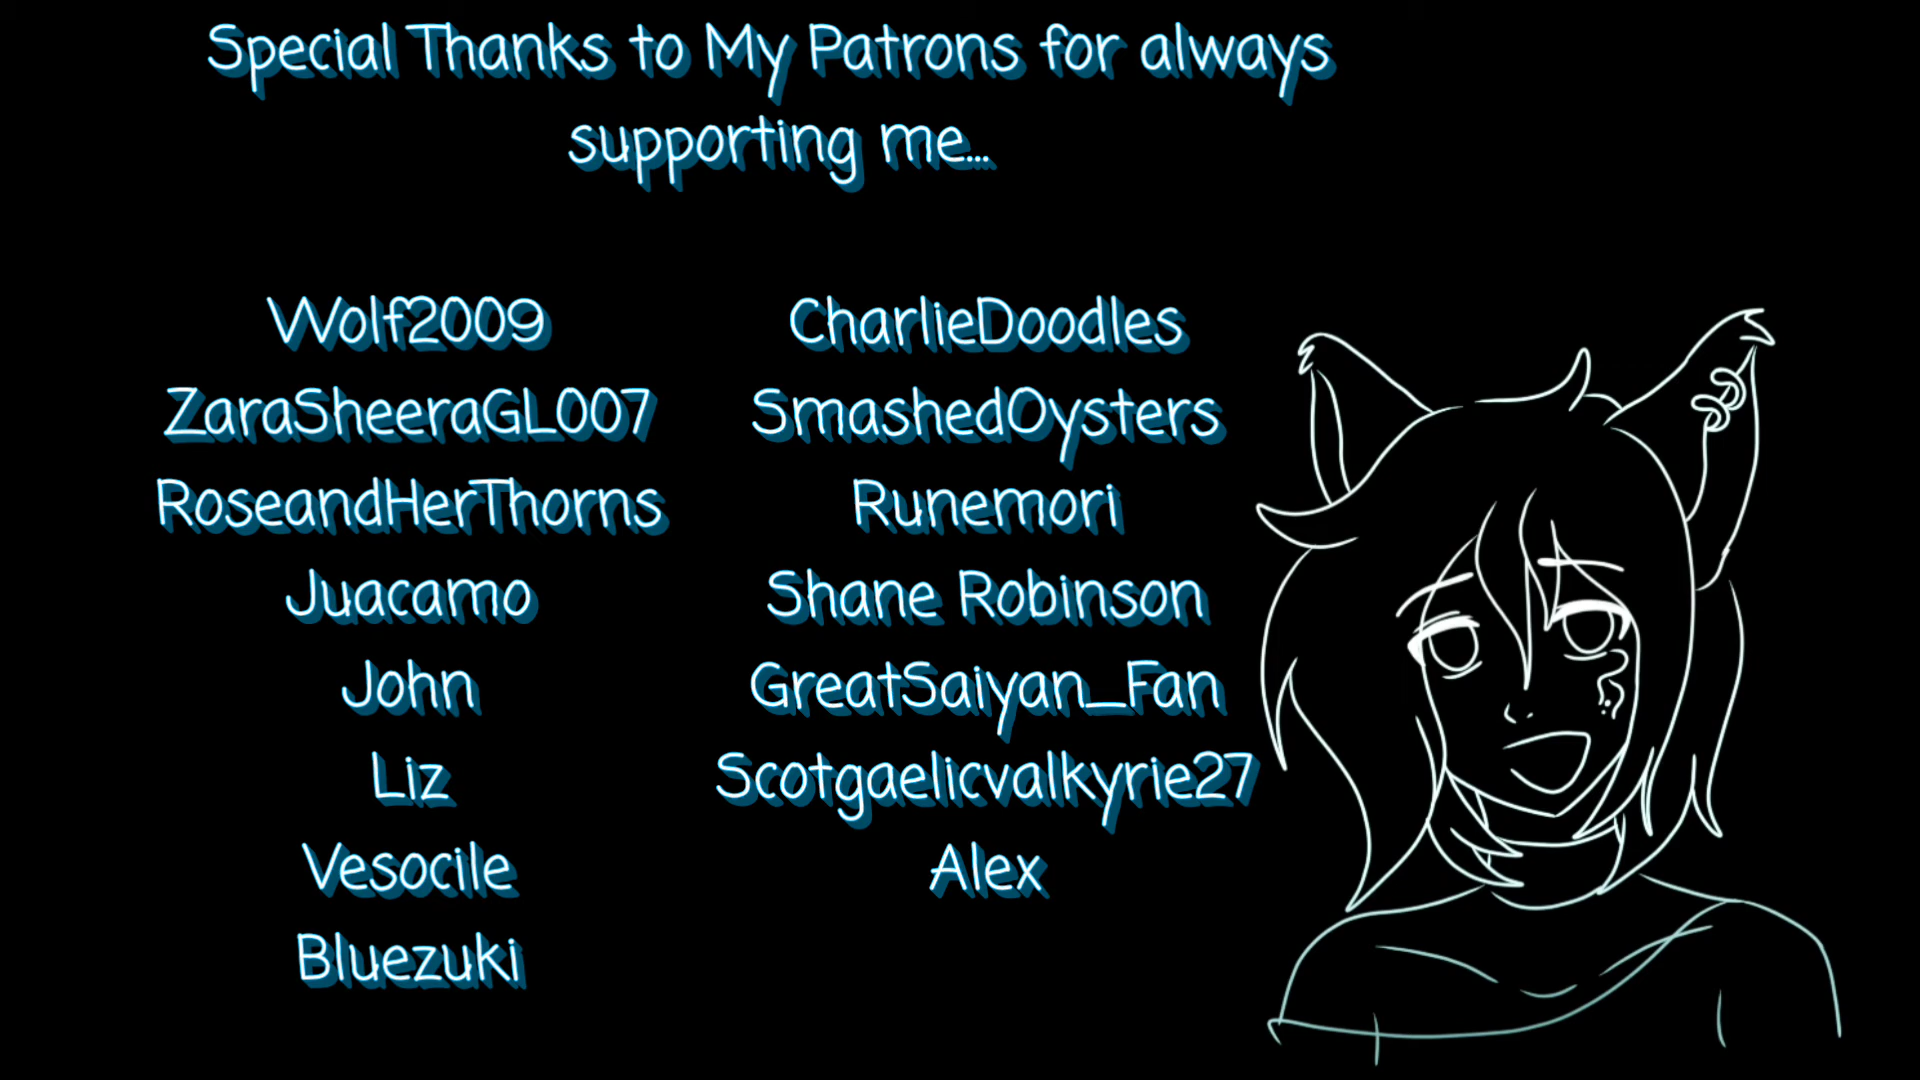 Special Thanks to My Patrons for always
supporting me...
Wolf2009
ZaraSheeraGL007
RoseandHerThorns
Juacamo
John
Liz
Vesocile
Bluezuki
CharlieDoodles
SmashedOysters
Runemori
Shane Robinson
GreatSaiyan_Fan
Scotgaelicvalkyrie27
Alex